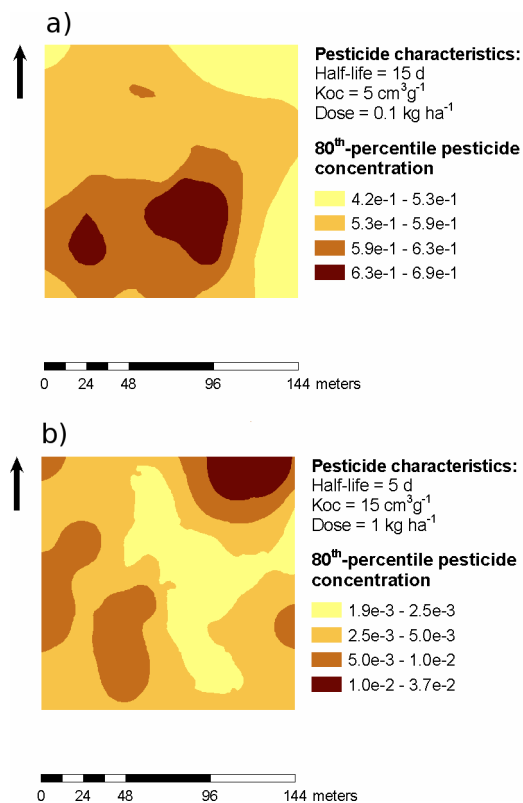 a)
Pesticide characteristics:
Half-life = 15 d
Koc = 5 cm³g⁻¹
Dose = 0.1 kg ha⁻¹
80ᵗʰ-percentile pesticide
concentration
4.2e-1 - 5.3e-1
5.3e-1 - 5.9e-1
5.9e-1 - 6.3e-1
6.3e-1 - 6.9e-1
0 24 48 96 144 meters
b)
Pesticide characteristics:
Half-life = 5 d
Koc = 15 cm³g⁻¹
Dose = 1 kg ha⁻¹
80ᵗʰ-percentile pesticide
concentration
1.9e-3 - 2.5e-3
2.5e-3 - 5.0e-3
5.0e-3 - 1.0e-2
1.0e-2 - 3.7e-2
0 24 48 96 144 meters